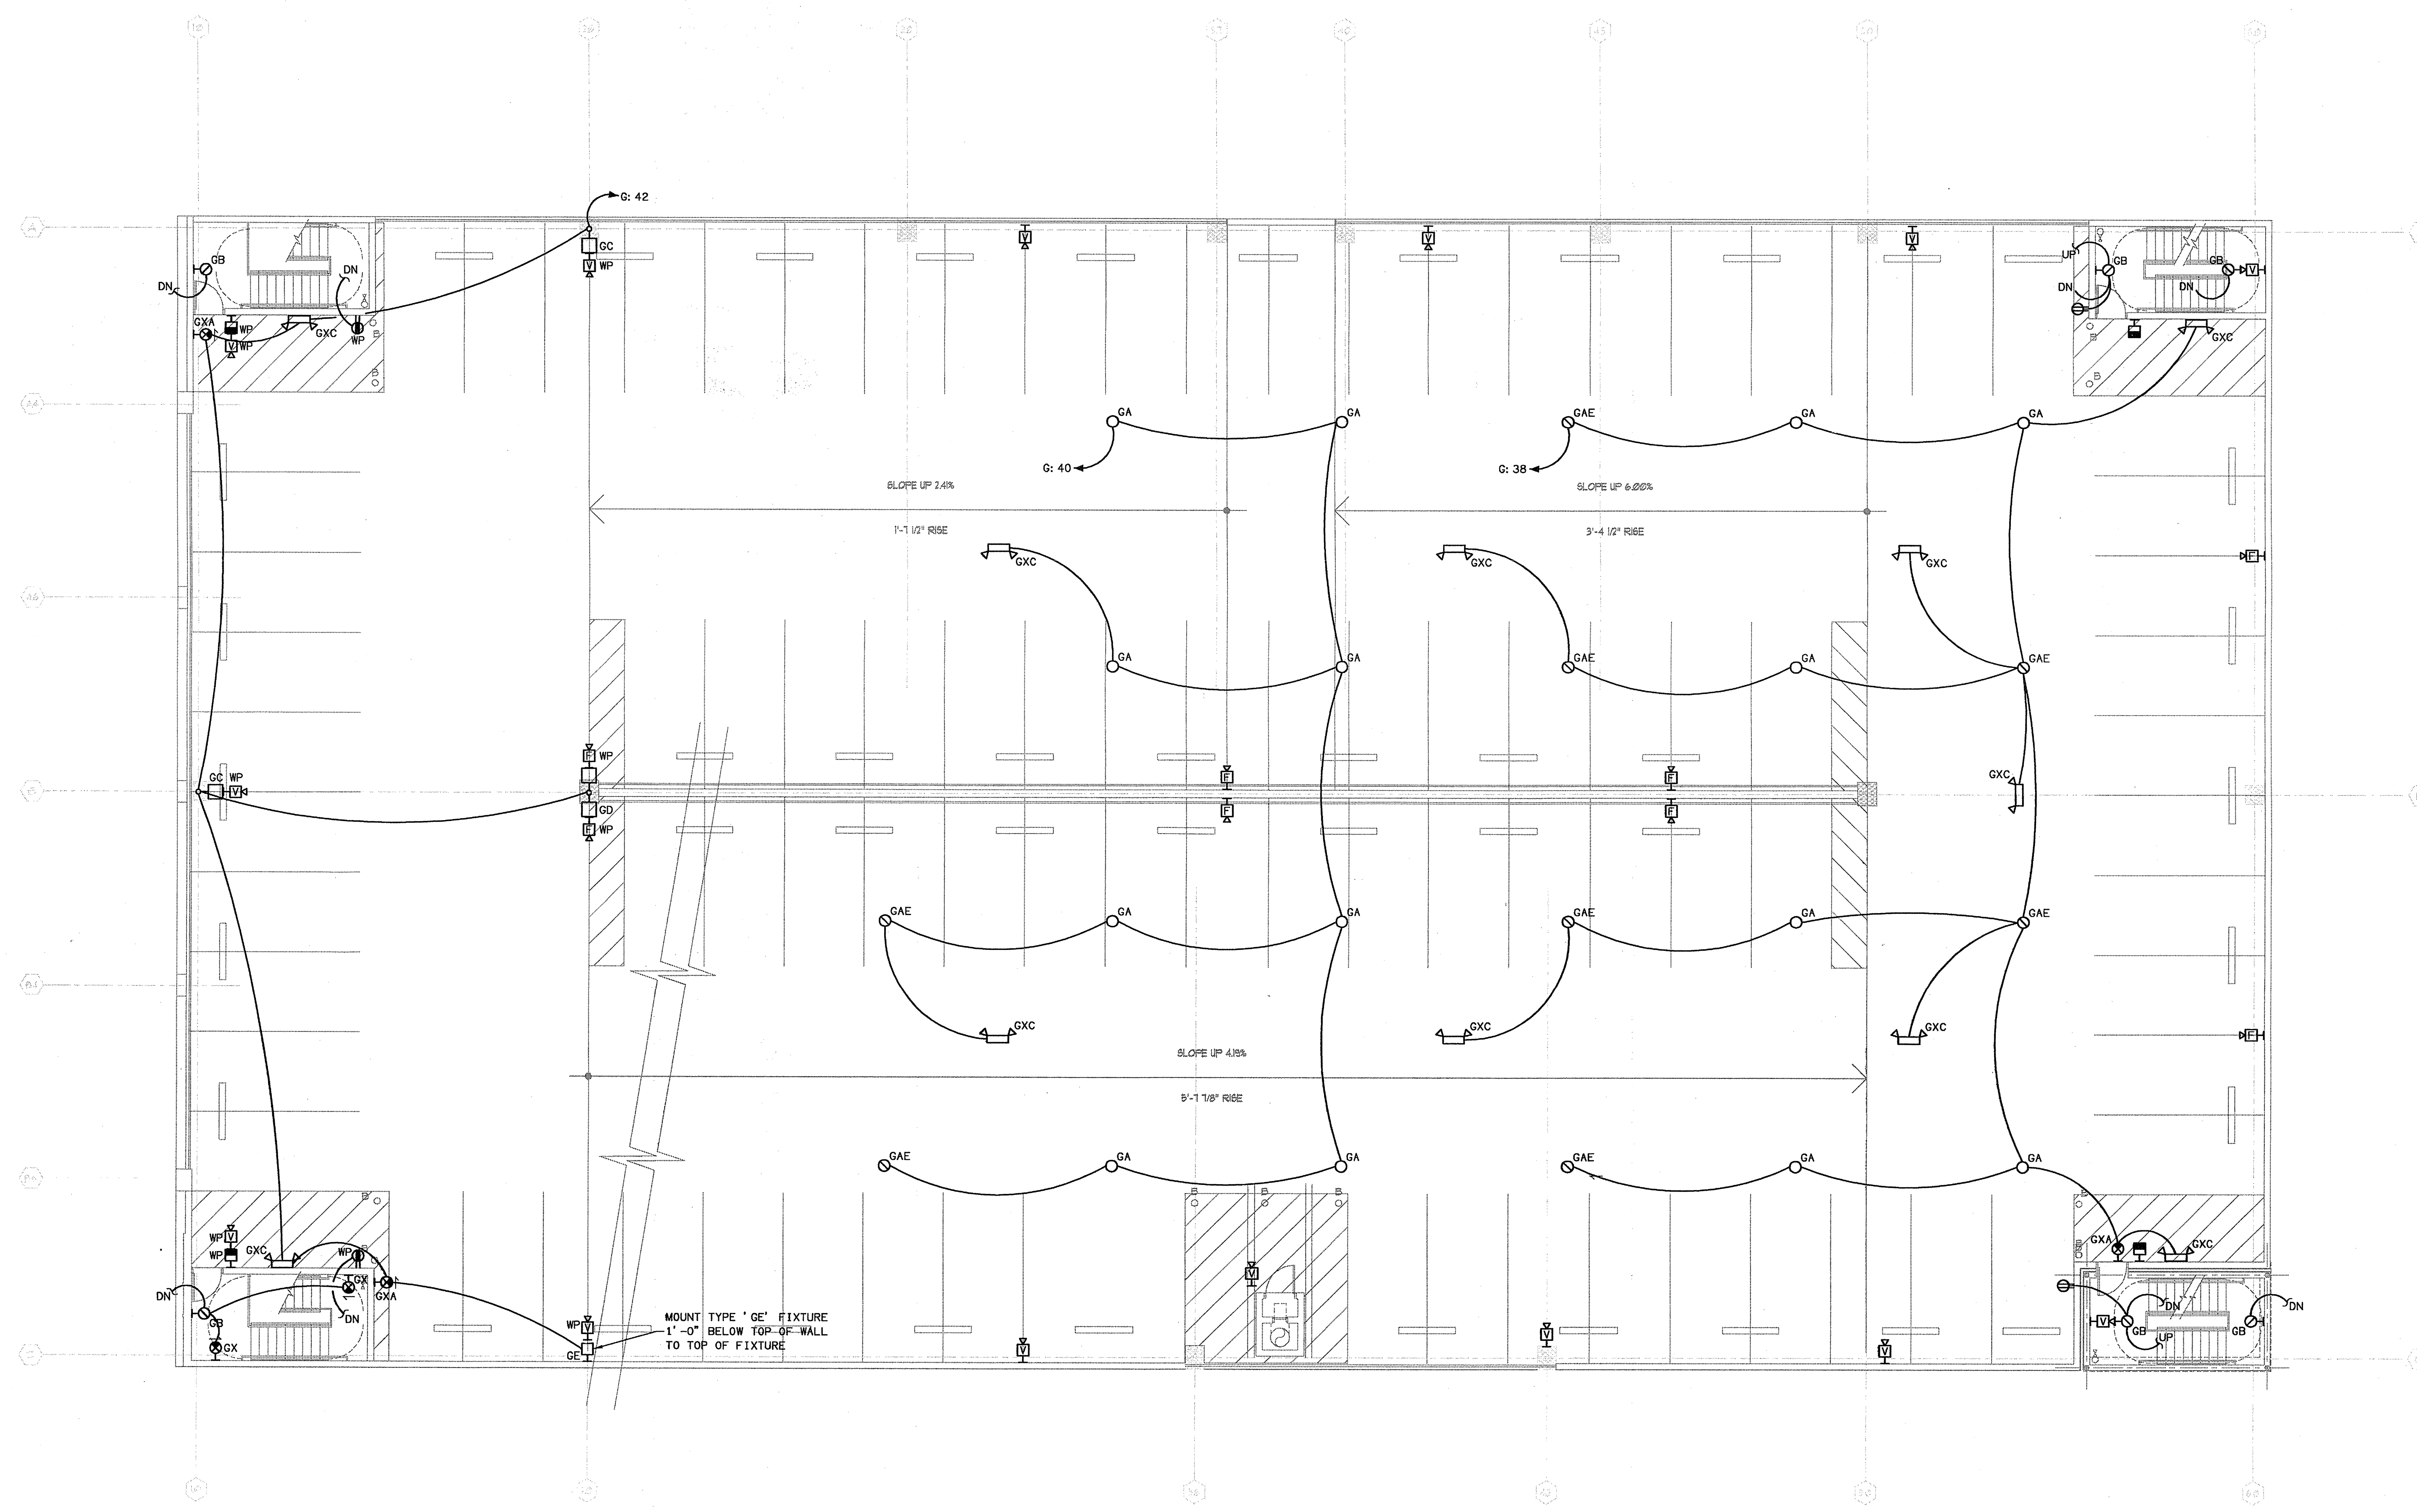 G: 42
GC
V
V
V
V
WP
GB
DN
DN
UP
GB
GB
V
DN
DN
GXA
WP
GXC
WP
V
WP
GXC
B
B
B
B
GA
GA
GAE
GA
GA
G: 40
G: 38
SLOPE UP 2.41%
SLOPE UP 6.00%
1'-7 1/2" RISE
3'-4 1/2" RISE
GXC
GXC
GXC
F
GA
GA
GAE
GA
GAE
F
WP
F
F
GC
WP
V
GXC
GD
F
WP
F
F
GAE
GA
GA
GAE
GA
GAE
GXC
GXC
GXC
F
SLOPE UP 4.19%
5'-7 7/8" RISE
GAE
GA
GA
GAE
GA
GA
B
B
B
WP
V
WP
GXC
WP
GXA
GXC
GX
GXA
V
DN
GB
DN
GX
MOUNT TYPE 'GE' FIXTURE
1'-0" BELOW TOP OF WALL
TO TOP OF FIXTURE
WP
V
GE
V
V
V
V
GB
DN
UP
GB
DN